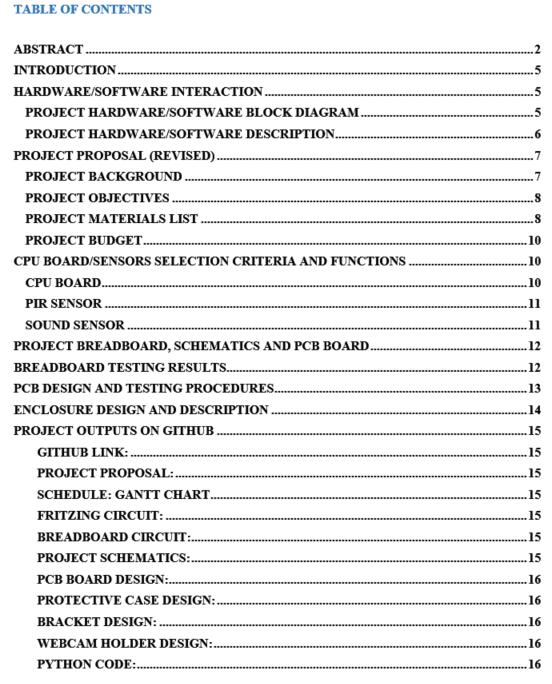 TABLE OF CONTENTS
ABSTRACT ........ 2
INTRODUCTION ........ 5
HARDWARE/SOFTWARE INTERACTION ........ 5
PROJECT HARDWARE/SOFTWARE BLOCK DIAGRAM ........ 5
PROJECT HARDWARE/SOFTWARE DESCRIPTION ........ 6
PROJECT PROPOSAL (REVISED) ........ 7
PROJECT BACKGROUND ........ 7
PROJECT OBJECTIVES ........ 8
PROJECT MATERIALS LIST ........ 8
PROJECT BUDGET ........ 10
CPU BOARD/SENSORS SELECTION CRITERIA AND FUNCTIONS ........ 10
CPU BOARD ........ 10
PIR SENSOR ........ 11
SOUND SENSOR ........ 11
PROJECT BREADBOARD, SCHEMATICS AND PCB BOARD ........ 12
BREADBOARD TESTING RESULTS ........ 12
PCB DESIGN AND TESTING PROCEDURES ........ 13
ENCLOSURE DESIGN AND DESCRIPTION ........ 14
PROJECT OUTPUTS ON GITHUB ........ 15
GITHUB LINK: ........ 15
PROJECT PROPOSAL: ........ 15
SCHEDULE: GANTT CHART ........ 15
FRITZING CIRCUIT: ........ 15
BREADBOARD CIRCUIT: ........ 15
PROJECT SCHEMATICS: ........ 15
PCB BOARD DESIGN: ........ 16
PROTECTIVE CASE DESIGN: ........ 16
BRACKET DESIGN: ........ 16
WEBCAM HOLDER DESIGN: ........ 16
PYTHON CODE: ........ 16